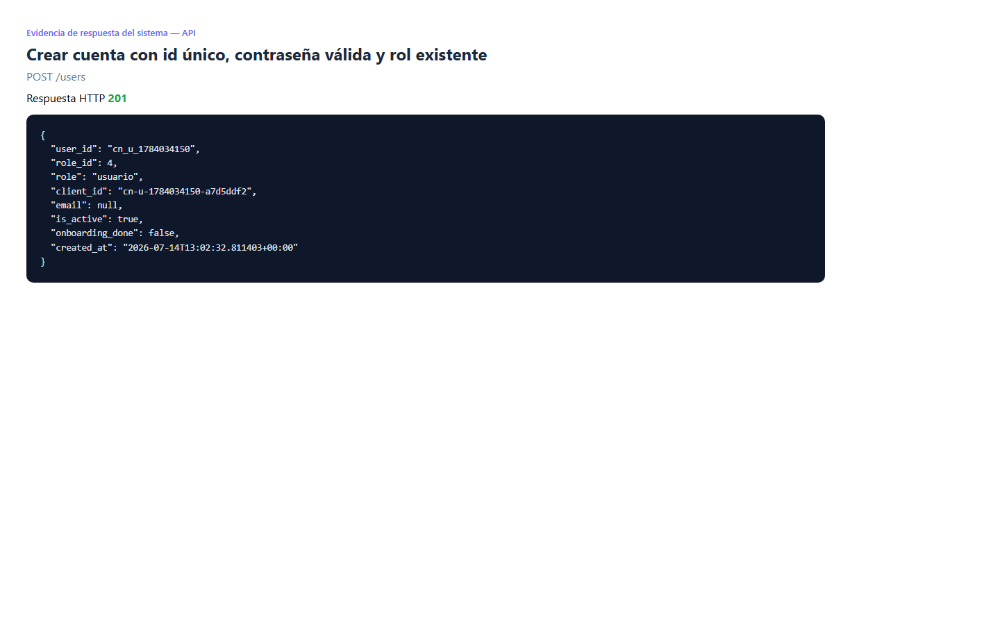 Evidencia de respuesta del sistema — API
Crear cuenta con id único, contraseña válida y rol existente
POST /users
Respuesta HTTP 201
{
  "user_id": "cn_u_1784034150",
  "role_id": 4,
  "role": "usuario",
  "client_id": "cn-u-1784034150-a7d5ddf2",
  "email": null,
  "is_active": true,
  "onboarding_done": false,
  "created_at": "2026-07-14T13:02:32.811403+00:00"
}